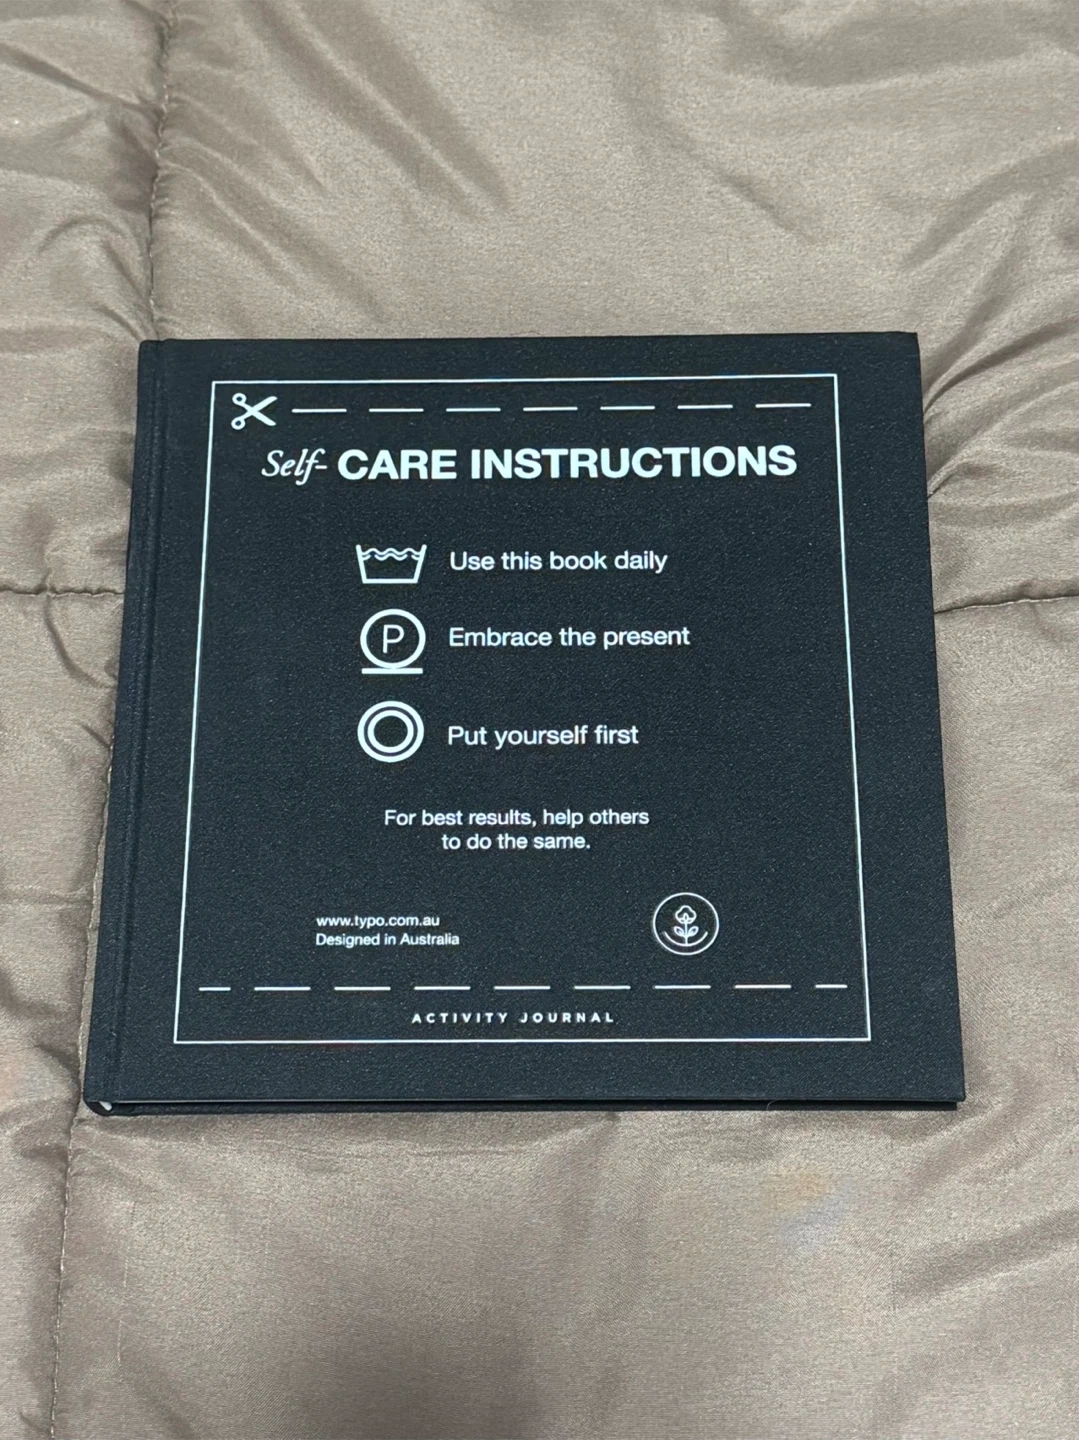 Self- CARE INSTRUCTIONS
Use this book daily
P
Embrace the present
Put yourself first
For best results, help others
to do the same.
www.typo.com.au
Designed in Australia
ACTIVITY JOURNAL